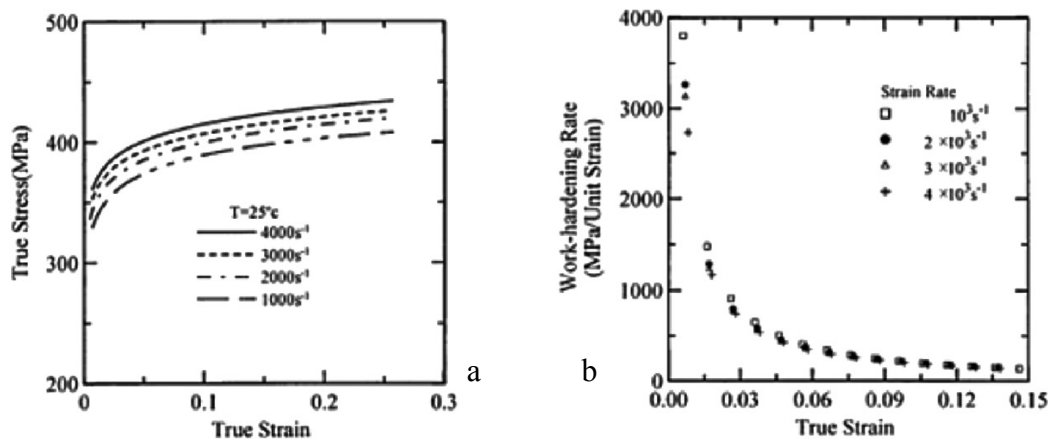 500
400
300
200
True Stress(MPa)
T=25°c
4000s⁻¹
3000s⁻¹
2000s⁻¹
1000s⁻¹
0
0.1
0.2
0.3
True Strain
a
b
4000
3000
2000
1000
0
Work-hardening Rate
(MPa/Unit Strain)
Strain Rate
10³s⁻¹
2 ×10³s⁻¹
3 ×10³s⁻¹
4 ×10³s⁻¹
0.00
0.03
0.06
0.09
0.12
0.15
True Strain